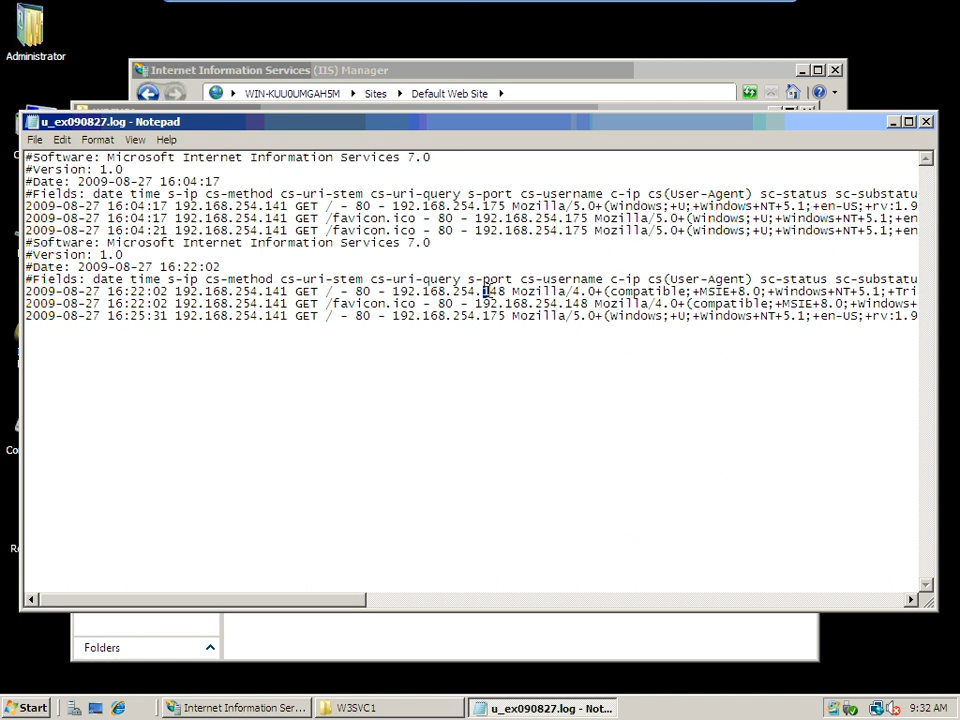 Administrator
Internet Information Services (IIS) Manager
WIN-KUU0UMGAH5M
Sites
Default Web Site
u_ex090827.log - Notepad
File Edit Format View Help
#Software: Microsoft Internet Information Services 7.0
#Version: 1.0
#Date: 2009-08-27 16:04:17
#Fields: date time s-ip cs-method cs-uri-stem cs-uri-query s-port cs-username c-ip cs(User-Agent) sc-status sc-substatu
2009-08-27 16:04:17 192.168.254.141 GET / - 80 - 192.168.254.175 Mozilla/5.0+(Windows;+U;+Windows+NT+5.1;+en-US;+rv:1.9
2009-08-27 16:04:17 192.168.254.141 GET /favicon.ico - 80 - 192.168.254.175 Mozilla/5.0+(Windows;+U;+Windows+NT+5.1;+en
2009-08-27 16:04:21 192.168.254.141 GET /favicon.ico - 80 - 192.168.254.175 Mozilla/5.0+(Windows;+U;+Windows+NT+5.1;+en
#Software: Microsoft Internet Information Services 7.0
#Version: 1.0
#Date: 2009-08-27 16:22:02
#Fields: date time s-ip cs-method cs-uri-stem cs-uri-query s-port cs-username c-ip cs(User-Agent) sc-status sc-substatu
2009-08-27 16:22:02 192.168.254.141 GET / - 80 - 192.168.254.148 Mozilla/4.0+(compatible;+MSIE+8.0;+Windows+NT+5.1;+Tri
2009-08-27 16:22:02 192.168.254.141 GET /favicon.ico - 80 - 192.168.254.148 Mozilla/4.0+(compatible;+MSIE+8.0;+Windows+
2009-08-27 16:25:31 192.168.254.141 GET / - 80 - 192.168.254.175 Mozilla/5.0+(Windows;+U;+Windows+NT+5.1;+en-US;+rv:1.9
Co
Folders
Start
Internet Information Ser...
W3SVC1
u_ex090827.log - Not...
9:32 AM